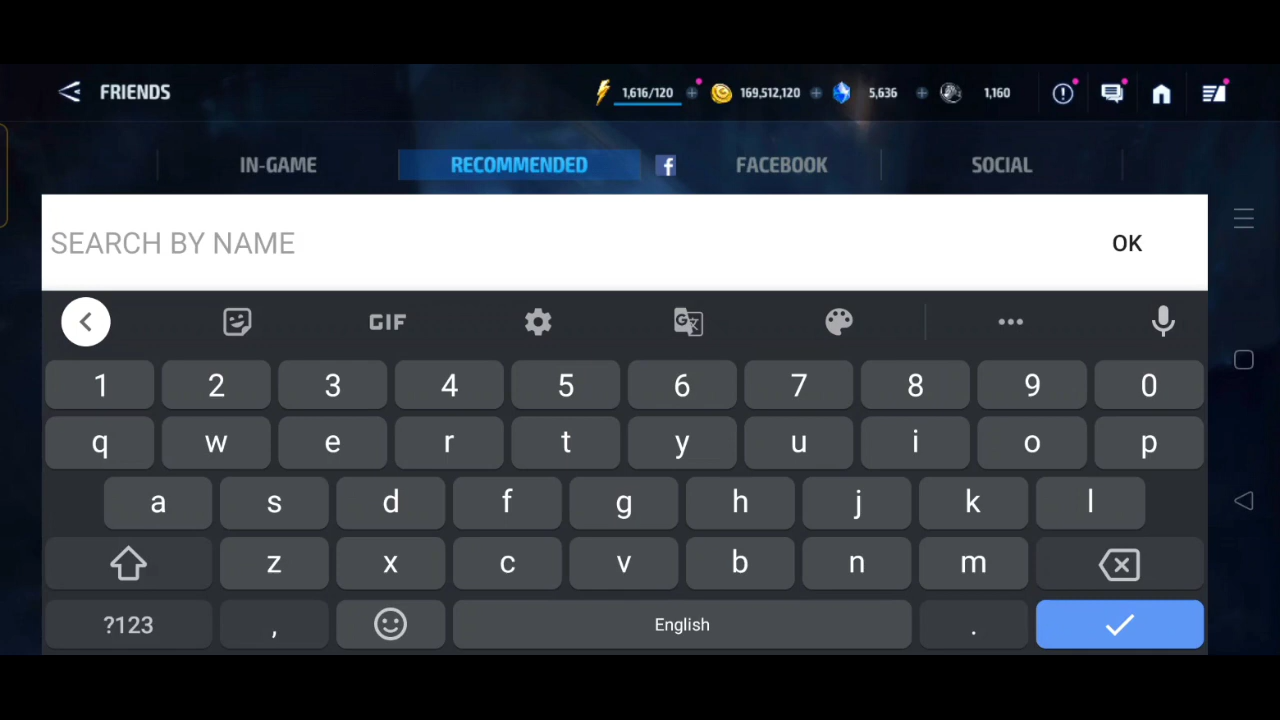 FRIENDS 1,616/120 169,512,120 5,636 1,160
IN-GAME RECOMMENDED f FACEBOOK SOCIAL
SEARCH BY NAME OK
GIF
1 2 3 4 5 6 7 8 9 0
q w e r t y u i o p
a s d f g h j k l
z x c v b n m
?123 , English .